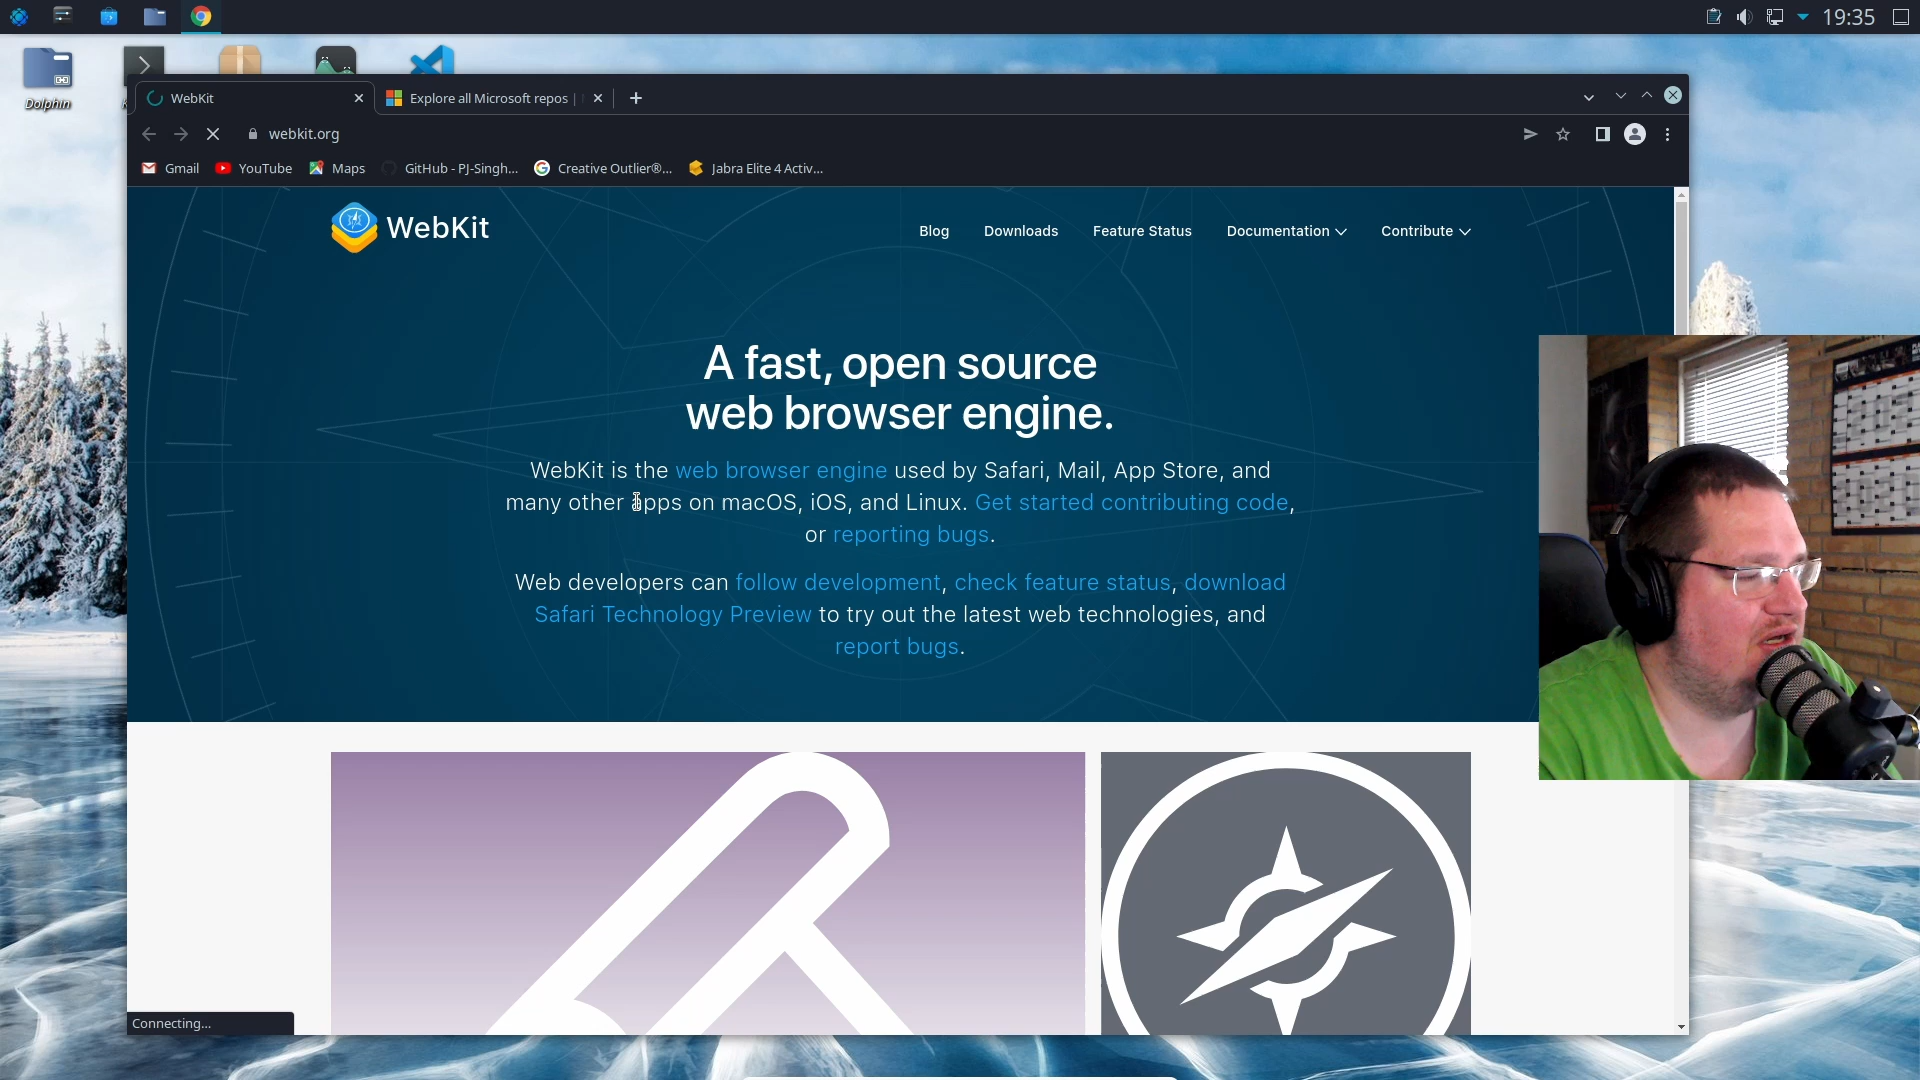 19:35
Dolphin
WebKit
Explore all Microsoft repos |
webkit.org
Gmail
YouTube
Maps
GitHub - PJ-Singh...
Creative Outlier®...
Jabra Elite 4 Activ...
WebKit
Blog
Downloads
Feature Status
Documentation
Contribute
A fast, open source
web browser engine.
WebKit is the web browser engine used by Safari, Mail, App Store, and
many other apps on macOS, iOS, and Linux. Get started contributing code,
or reporting bugs.
Web developers can follow development, check feature status, download
Safari Technology Preview to try out the latest web technologies, and
report bugs.
Connecting...